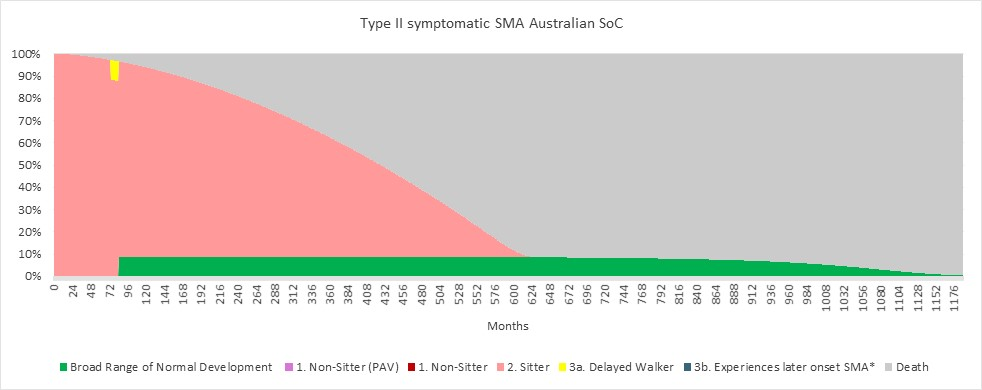 Type II symptomatic SMA Australian SoC
100%
90%
80%
70%
60%
50%
40%
30%
20%
10%
0%
0 24 48 72 96 120 144 168 192 216 240 264 288 312 336 360 384 408 432 456 480 504 528 552 576 600 624 648 672 696 720 744 768 792 816 840 864 888 912 936 960 984 1008 1032 1056 1080 1104 1128 1152 1176
Months
Broad Range of Normal Development 1. Non-Sitter (PAV) 1. Non-Sitter 2. Sitter 3a. Delayed Walker 3b. Experiences later onset SMA* Death